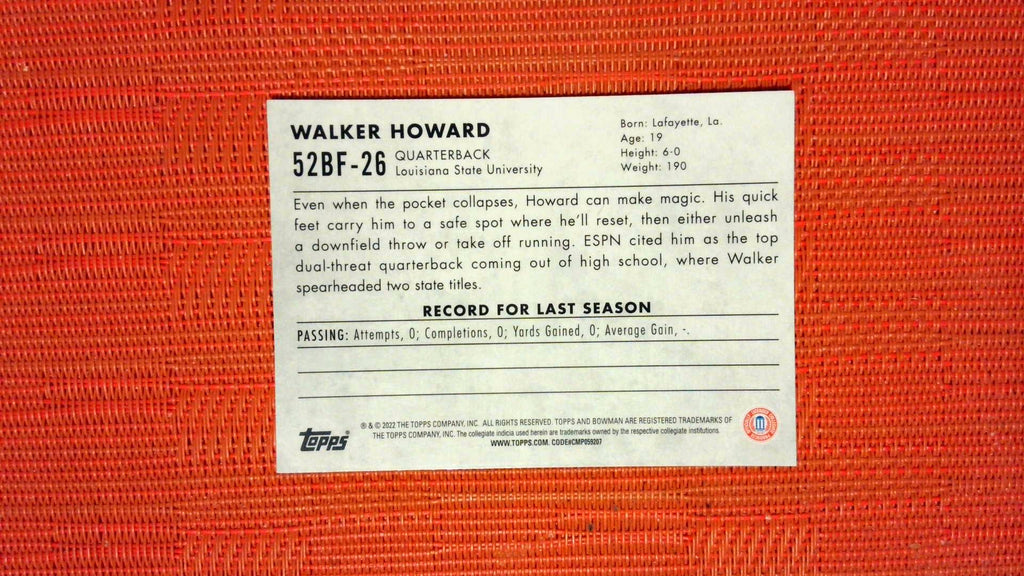 WALKER HOWARD
52BF-26 QUARTERBACK
Louisiana State University
Born: Lafayette, La.
Age: 19
Height: 6-0
Weight: 190
Even when the pocket collapses, Howard can make magic. His quick
feet carry him to a safe spot where he'll reset, then either unleash
a downfield throw or take off running. ESPN cited him as the top
dual-threat quarterback coming out of high school, where Walker
spearheaded two state titles.
RECORD FOR LAST SEASON
PASSING: Attempts, 0; Completions, 0; Yards Gained, 0; Average Gain, -.
® & © 2022 THE TOPPS COMPANY, INC. ALL RIGHTS RESERVED. TOPPS AND BOWMAN ARE REGISTERED TRADEMARKS OF
THE TOPPS COMPANY, INC. The collegiate indicia used herein are trademarks owned by the respective collegiate institutions.
WWW.TOPPS.COM. CODE#CMP059207
topps